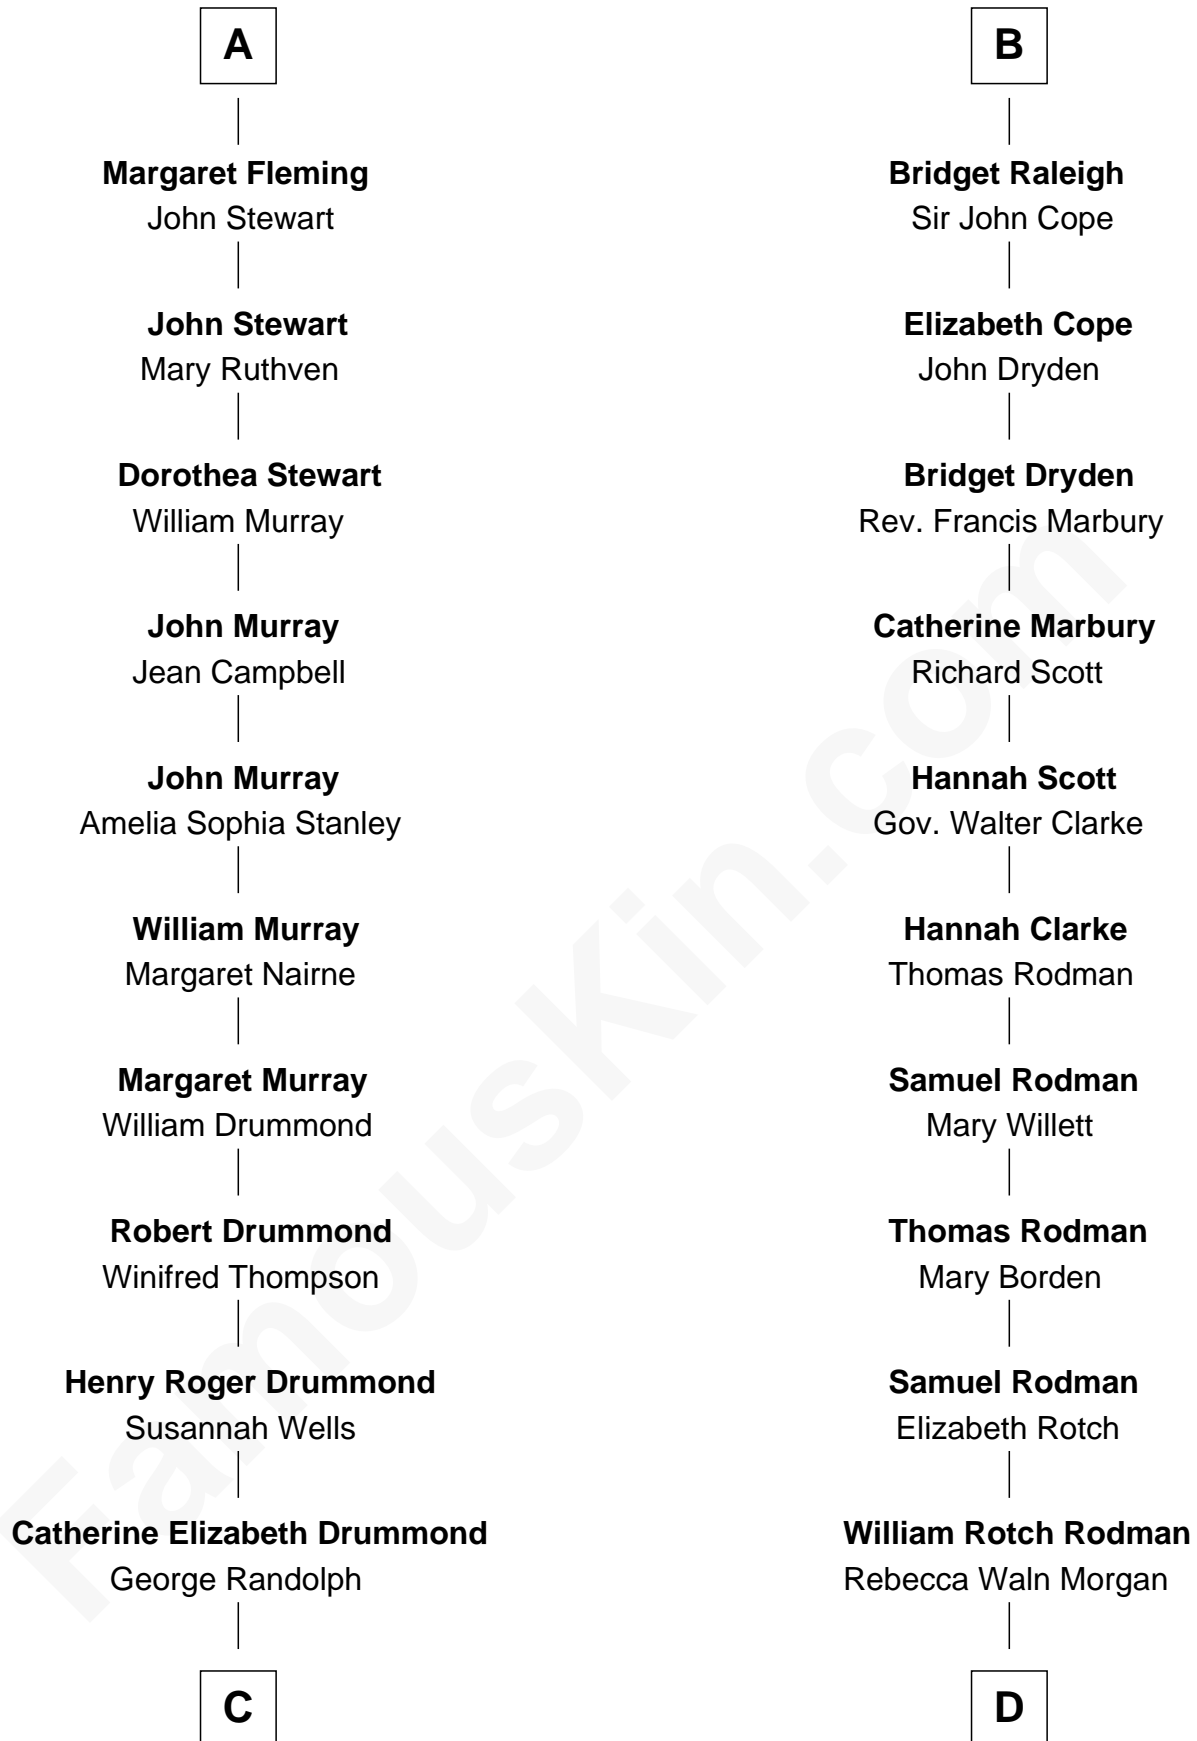 A
Margaret Fleming
John Stewart
John Stewart
Mary Ruthven
Dorothea Stewart
William Murray
John Murray
Jean Campbell
John Murray
Amelia Sophia Stanley
William Murray
Margaret Nairne
Margaret Murray
William Drummond
Robert Drummond
Winifred Thompson
Henry Roger Drummond
Susannah Wells
Catherine Elizabeth Drummond
George Randolph
C
B
Bridget Raleigh
Sir John Cope
Elizabeth Cope
John Dryden
Bridget Dryden
Rev. Francis Marbury
Catherine Marbury
Richard Scott
Hannah Scott
Gov. Walter Clarke
Hannah Clarke
Thomas Rodman
Samuel Rodman
Mary Willett
Thomas Rodman
Mary Borden
Samuel Rodman
Elizabeth Rotch
William Rotch Rodman
Rebecca Waln Morgan
D
FamousKin.com